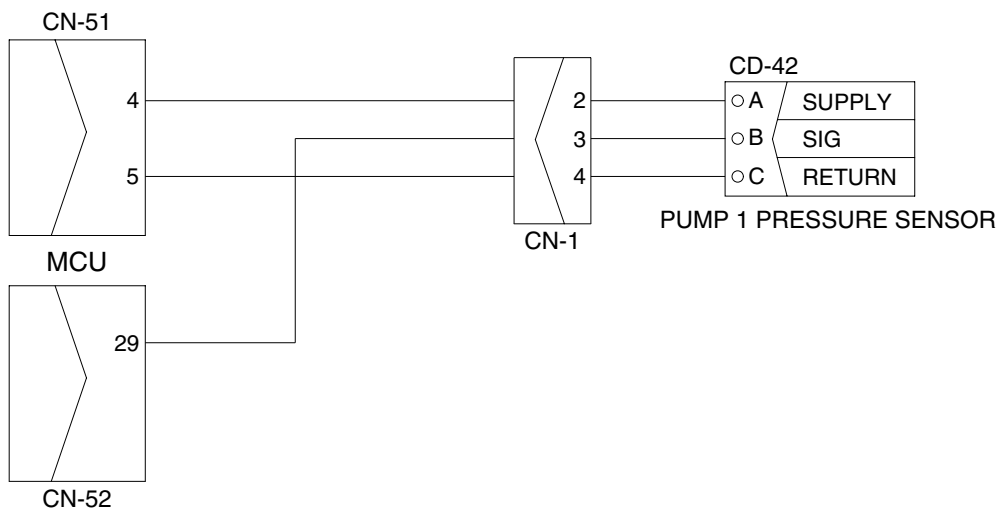 CN-51
CD-42
4
2
A
SUPPLY
3
B
SIG
5
4
C
RETURN
PUMP 1 PRESSURE SENSOR
CN-1
MCU
29
CN-52